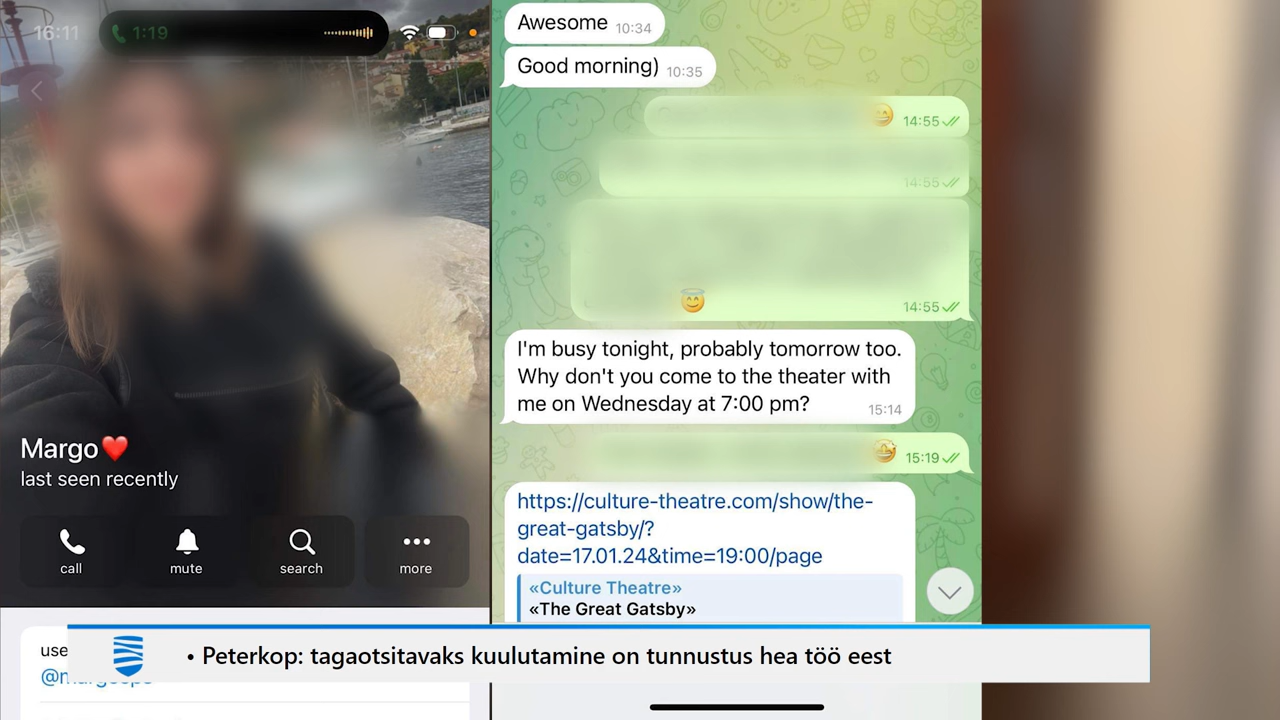 16:11
1:19
Margo❤️
last seen recently
call
mute
search
more
use
Awesome 10:34
Good morning) 10:35
14:55
14:55
14:55
I'm busy tonight, probably tomorrow too.
Why don't you come to the theater with
me on Wednesday at 7:00 pm?
15:14
15:19
https://culture-theatre.com/show/the-
great-gatsby/?
date=17.01.24&time=19:00/page
«Culture Theatre»
«The Great Gatsby»
• Peterkop: tagaotsitavaks kuulutamine on tunnustus hea töö eest